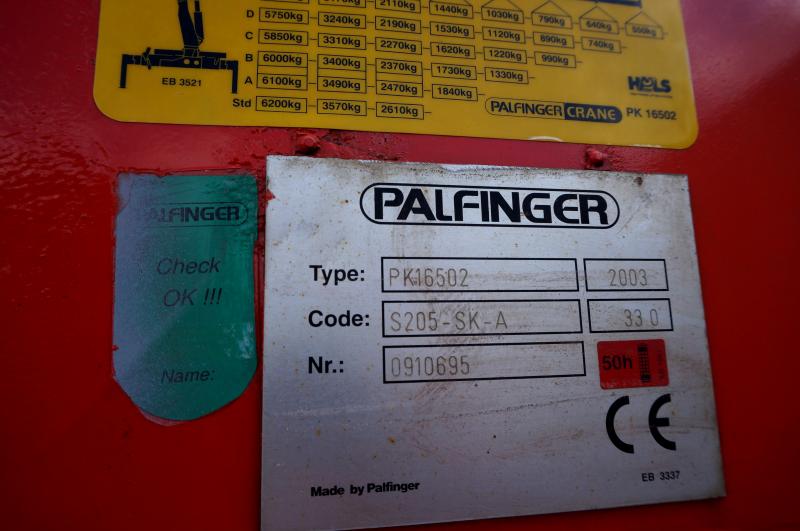 2110kg 1440kg 1030kg 790kg 640kg 550kg
D 5750kg 3240kg 2190kg 1530kg 1120kg 890kg 740kg
C 5850kg 3310kg 2270kg 1620kg 1220kg 990kg
B 6000kg 3400kg 2370kg 1730kg 1330kg
A 6100kg 3490kg 2470kg 1840kg
Std 6200kg 3570kg 2610kg
EB 3521
PALFINGER CRANE PK 16502
PALFINGER
Check
OK !!!
Name:
PALFINGER
Type: PK16502 2003
Code: S205-SK-A 33 0
Nr.: 0910695
50h
CE
Made by Palfinger
EB 3337